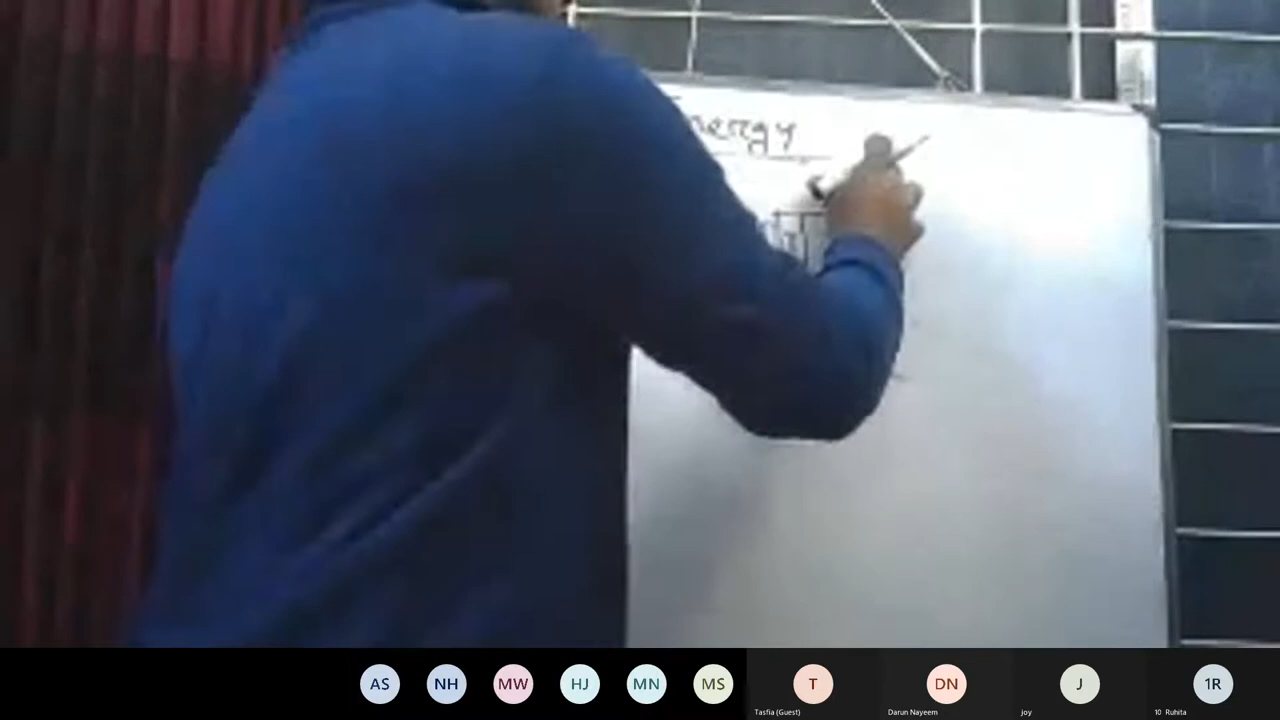 nergy
AS NH MW HJ MN MS T DN J 1R
Tasfia (Guest) Darun Nayeem joy 10 Ruhita